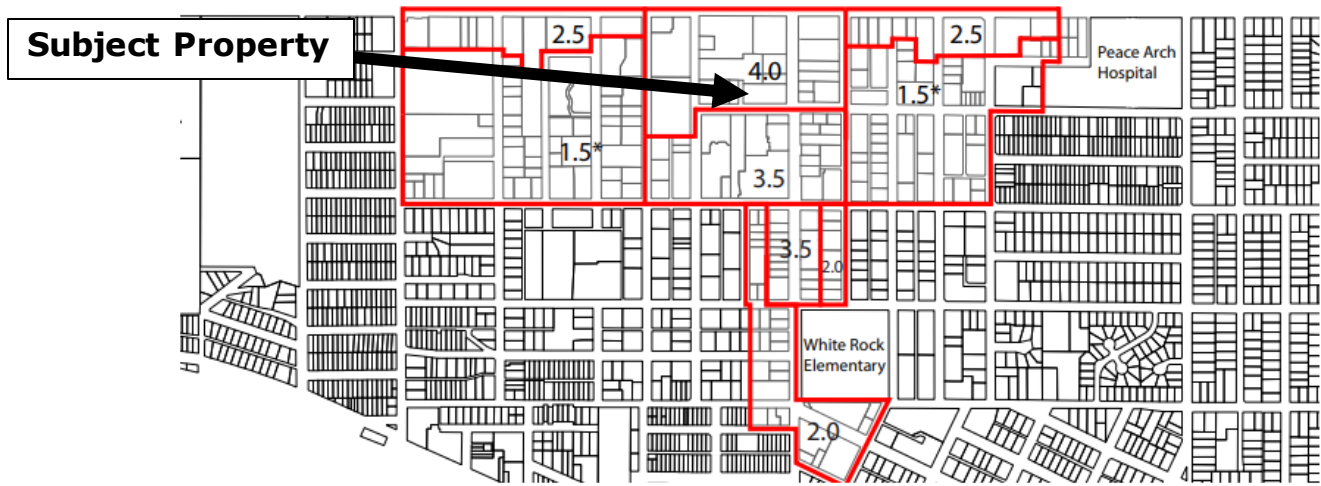 Subject Property
2.5
4.0
2.5
Peace Arch
Hospital
1.5*
1.5*
3.5
3.5
2.0
White Rock
Elementary
2.0